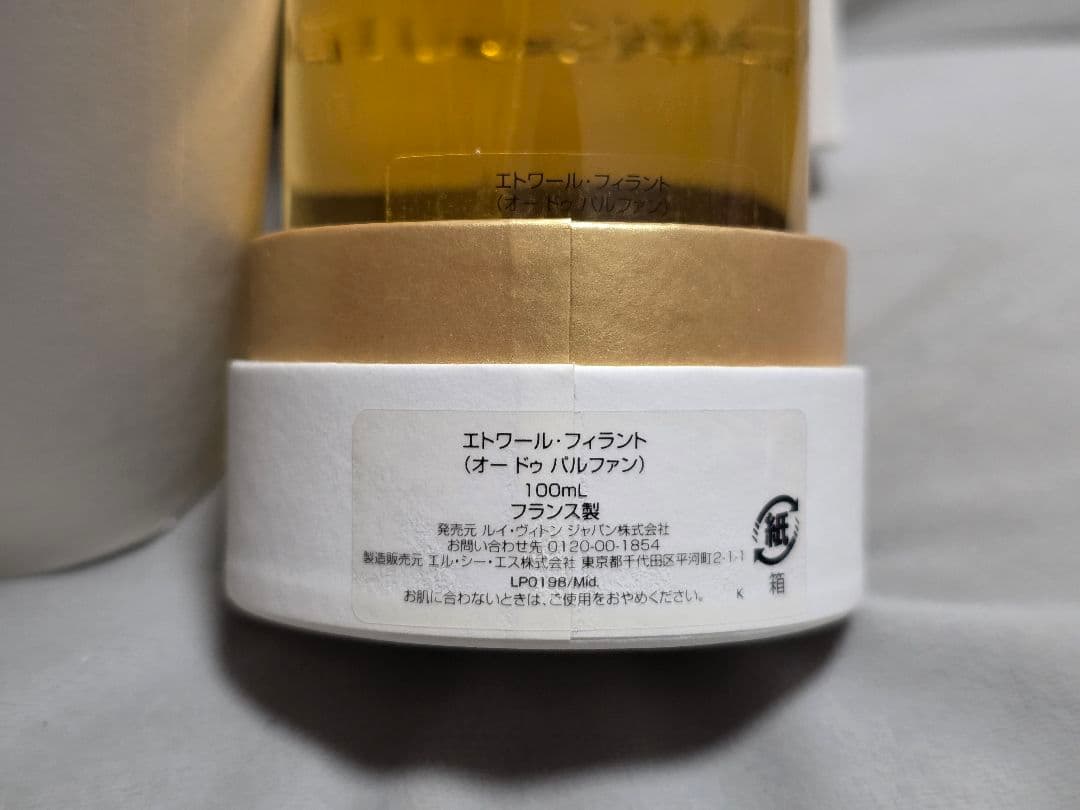 エトワール・フィラント
(オー ドゥ パルファン)
エトワール・フィラント
(オー ドゥ パルファン)
100mL
フランス製
発売元 ルイ・ヴィトン ジャパン株式会社
お問い合わせ先 0120-00-1854
製造販売元 エル・シー・エス株式会社 東京都千代田区平河町2-1-1
LP0198/Mid.
お肌に合わないときは、ご使用をおやめください。
K
紙
箱